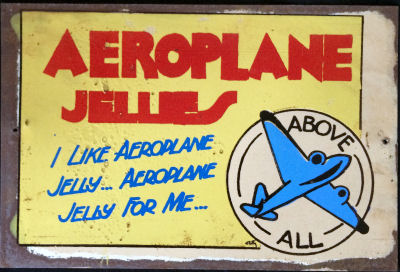 AEROPLANE
JELLIES
I LIKE AEROPLANE
JELLY... AEROPLANE
JELLY FOR ME...
ABOVE
ALL